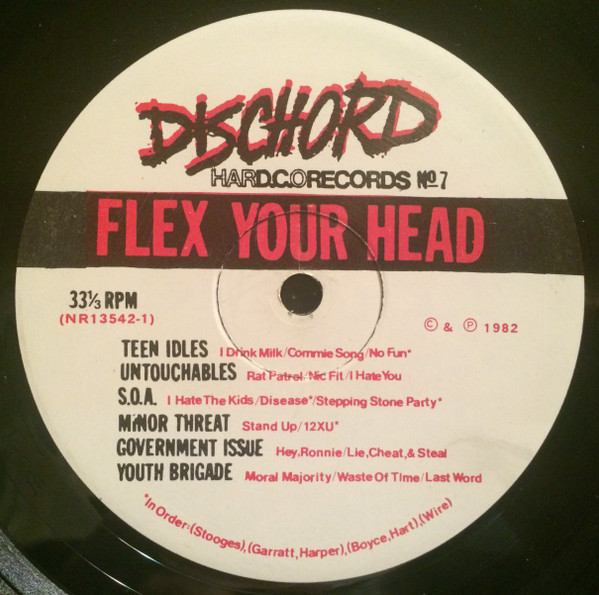 DISCHORD
HARD.C.O RECORDS No 7
FLEX YOUR HEAD
33⅓ RPM
(NR13542-1)
© & ℗ 1982
TEEN IDLES I Drink Milk/Commie Song/No Fun*
UNTOUCHABLES Rat Patrol/Nic Fit/I Hate You
S.O.A. I Hate The Kids/Disease*/Stepping Stone Party*
MINOR THREAT Stand Up/12XU*
GOVERNMENT ISSUE Hey,Ronnie/Lie,Cheat,& Steal
YOUTH BRIGADE Moral Majority/Waste Of Time/Last Word
*In Order:(Stooges),(Garratt,Harper),(Boyce,Hart),(Wire)